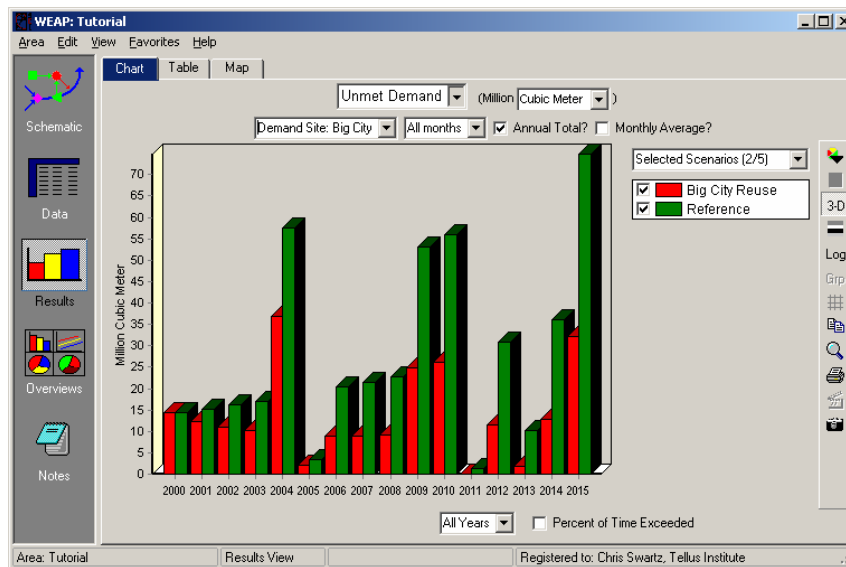 WEAP: Tutorial
Area Edit View Favorites Help
Chart Table Map
Unmet Demand (Million Cubic Meter )
Demand Site: Big City All months Annual Total? Monthly Average?
Selected Scenarios (2/5)
Big City Reuse
Reference
Schematic
Data
Results
Overviews
Notes
3-D
Log
Grp
Million Cubic Meter
70
65
60
55
50
45
40
35
30
25
20
15
10
5
0
2000 2001 2002 2003 2004 2005 2006 2007 2008 2009 2010 2011 2012 2013 2014 2015
All Years Percent of Time Exceeded
Area: Tutorial Results View Registered to: Chris Swartz, Tellus Institute